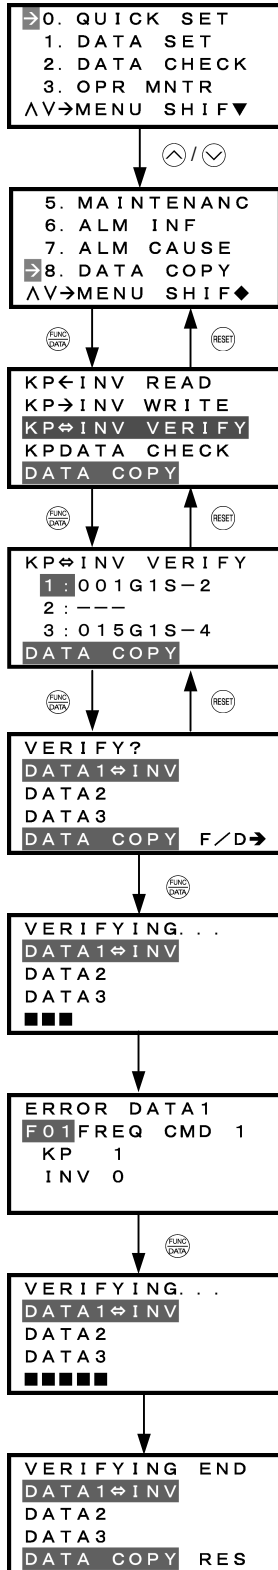 →0. QUICK SET
1. DATA SET
2. DATA CHECK
3. OPR MNTR
∧∨→MENU SHIF▼
∧/∨
5. MAINTENANC
6. ALM INF
7. ALM CAUSE
→8. DATA COPY
∧∨→MENU SHIF◆
FUNC
DATA
RESET
KP←INV READ
KP→INV WRITE
KP⇔INV VERIFY
KPDATA CHECK
DATA COPY
FUNC
DATA
RESET
KP⇔INV VERIFY
1:001G1S-2
2:---
3:015G1S-4
DATA COPY
FUNC
DATA
RESET
VERIFY?
DATA1⇔INV
DATA2
DATA3
DATA COPY F/D→
FUNC
DATA
VERIFYING...
DATA1⇔INV
DATA2
DATA3
■■■
ERROR DATA1
F01FREQ CMD 1
KP 1
INV 0
FUNC
DATA
VERIFYING...
DATA1⇔INV
DATA2
DATA3
■■■■■
VERIFYING END
DATA1⇔INV
DATA2
DATA3
DATA COPY RES